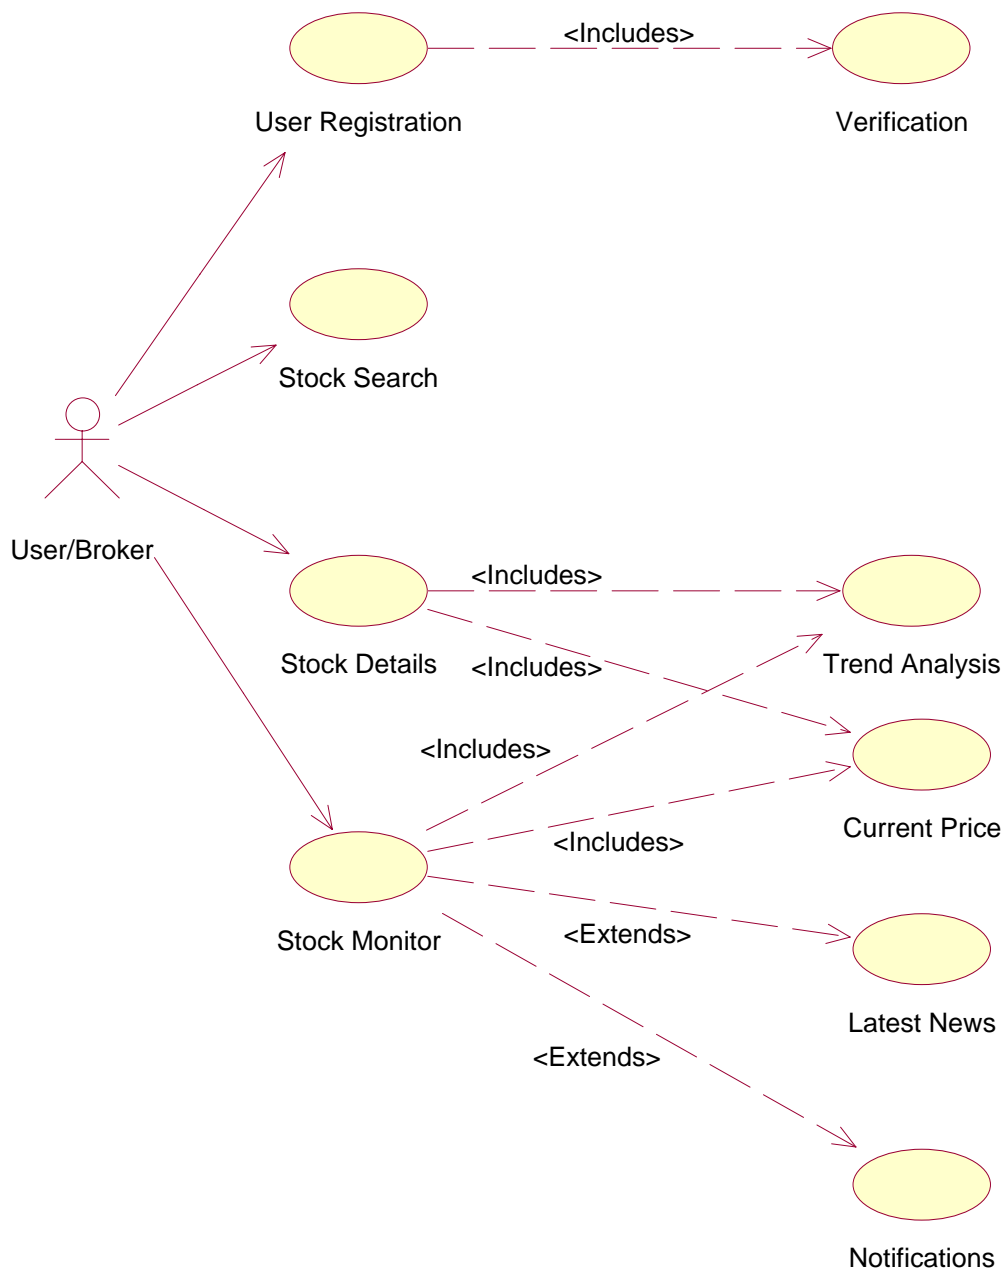 <Includes>
User Registration
Verification
Stock Search
User/Broker
<Includes>
Stock Details
<Includes>
Trend Analysis
<Includes>
Current Price
<Includes>
Stock Monitor
<Extends>
Latest News
<Extends>
Notifications